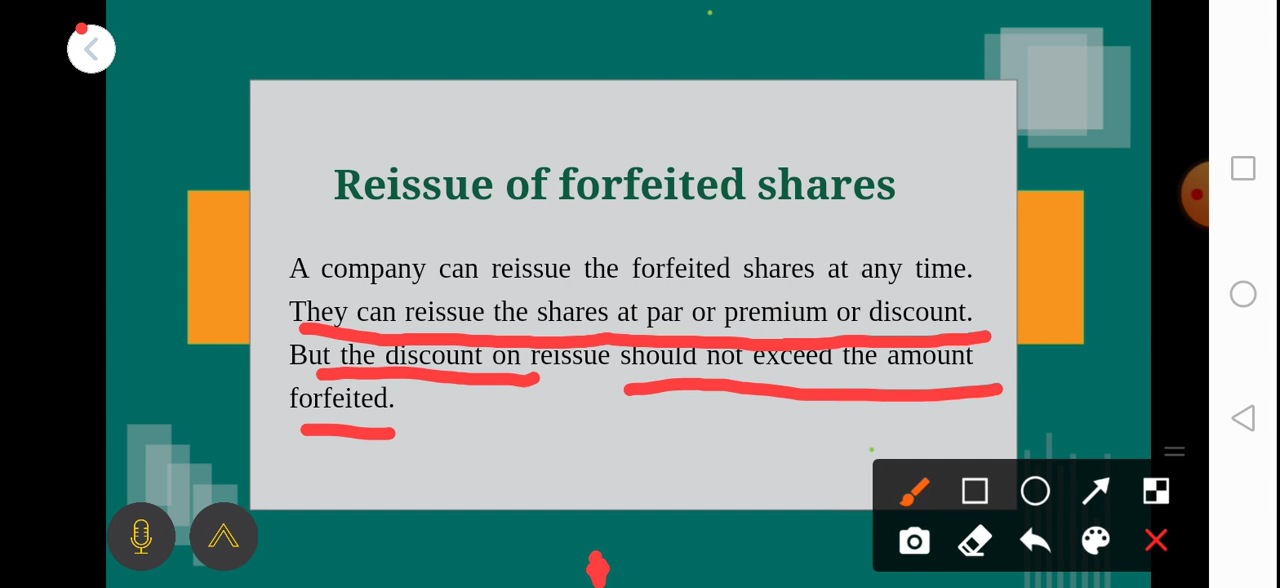 Reissue of forfeited shares
A company can reissue the forfeited shares at any time.
They can reissue the shares at par or premium or discount.
But the discount on reissue should not exceed the amount
forfeited.